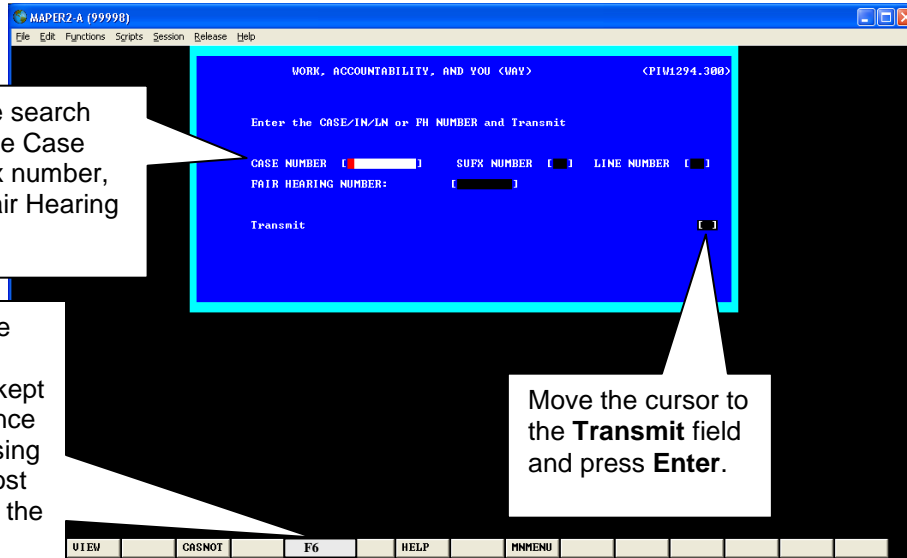 MAPER2-A (99998)
File Edit Functions Scripts Session Release Help
WORK, ACCOUNTABILITY, AND YOU <WAY> <PIW1294.300>
Enter the CASE/IN/LN or FH NUMBER and Transmit
CASE NUMBER [ ] SUFX NUMBER [ ] LINE NUMBER [ ]
FAIR HEARING NUMBER: [ ]
Transmit [ ]
search
e Case
number,
air Hearing
e
kept
nce
sing
ost
the
Move the cursor to
the Transmit field
and press Enter.
VIEW CASNOT F6 HELP MNMENU